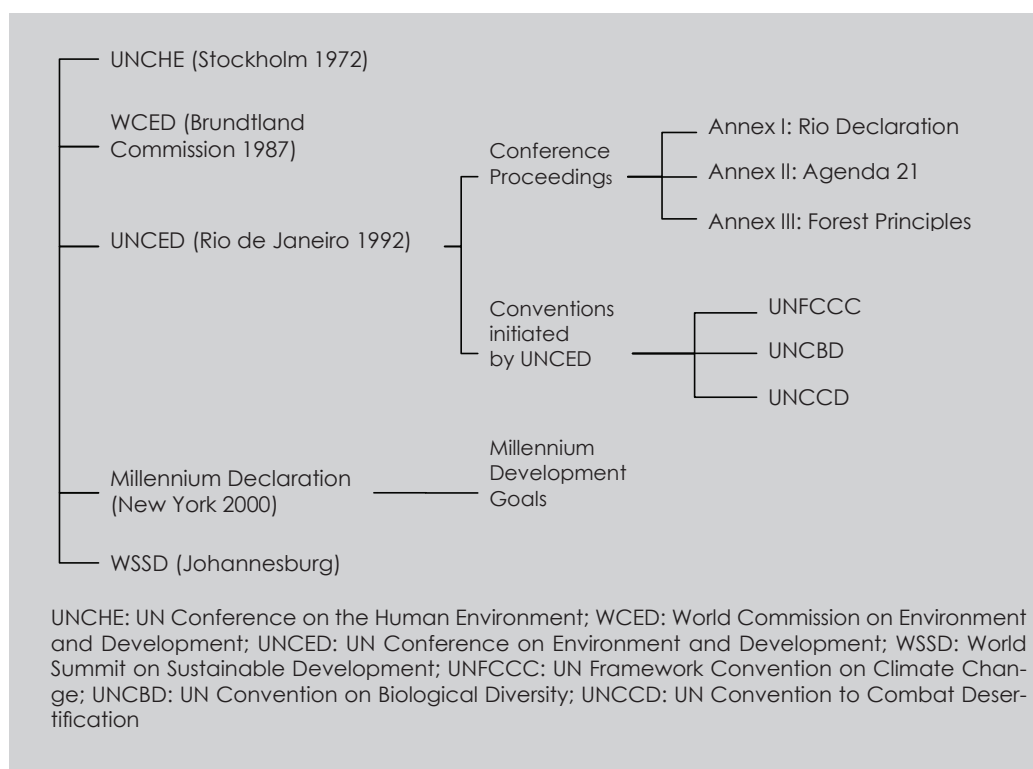 UNCHE (Stockholm 1972)
WCED (Brundtland
Commission 1987)
UNCED (Rio de Janeiro 1992)
Conference
Proceedings
Annex I: Rio Declaration
Annex II: Agenda 21
Annex III: Forest Principles
Conventions
initiated
by UNCED
UNFCCC
UNCBD
UNCCD
Millennium Declaration
(New York 2000)
Millennium
Development
Goals
WSSD (Johannesburg)
UNCHE: UN Conference on the Human Environment; WCED: World Commission on Environment
and Development; UNCED: UN Conference on Environment and Development; WSSD: World
Summit on Sustainable Development; UNFCCC: UN Framework Convention on Climate Chan-
ge; UNCBD: UN Convention on Biological Diversity; UNCCD: UN Convention to Combat Deser-
tification